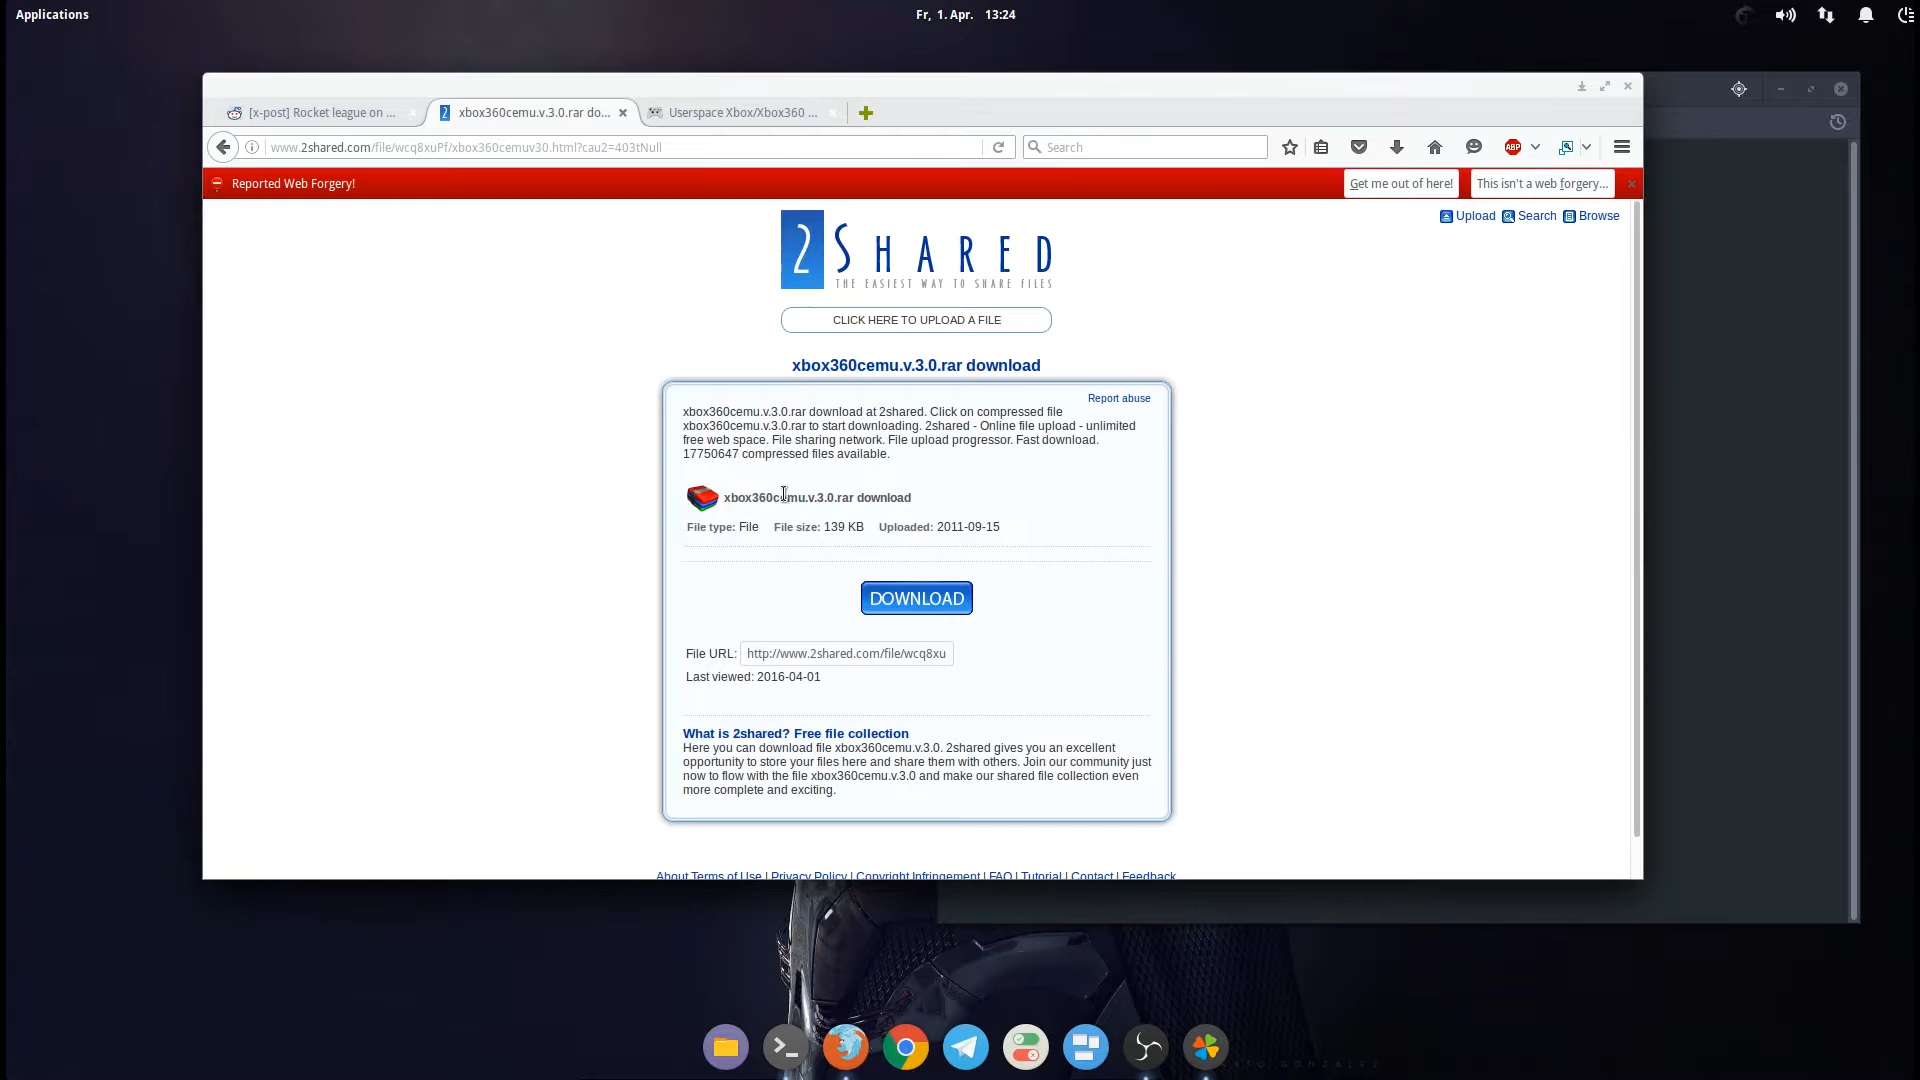 Applications
Fr, 1. Apr. 13:24
[x-post] Rocket league on ...
2 xbox360cemu.v.3.0.rar do...
Userspace Xbox/Xbox360 ...
www.2shared.com/file/wcq8xuPf/xbox360cemuv30.html?cau2=403tNull
Search
ABP
Reported Web Forgery!
Get me out of here!
This isn't a web forgery...
Upload Search Browse
2SHARED
THE EASIEST WAY TO SHARE FILES
CLICK HERE TO UPLOAD A FILE
xbox360cemu.v.3.0.rar download
Report abuse
xbox360cemu.v.3.0.rar download at 2shared. Click on compressed file
xbox360cemu.v.3.0.rar to start downloading. 2shared - Online file upload - unlimited
free web space. File sharing network. File upload progressor. Fast download.
17750647 compressed files available.
xbox360cemu.v.3.0.rar download
File type: File File size: 139 KB Uploaded: 2011-09-15
DOWNLOAD
File URL: http://www.2shared.com/file/wcq8xu
Last viewed: 2016-04-01
What is 2shared? Free file collection
Here you can download file xbox360cemu.v.3.0. 2shared gives you an excellent
opportunity to store your files here and share them with others. Join our community just
now to flow with the file xbox360cemu.v.3.0 and make our shared file collection even
more complete and exciting.
About Terms of Use | Privacy Policy | Copyright Infringement | FAQ | Tutorial | Contact | Feedback